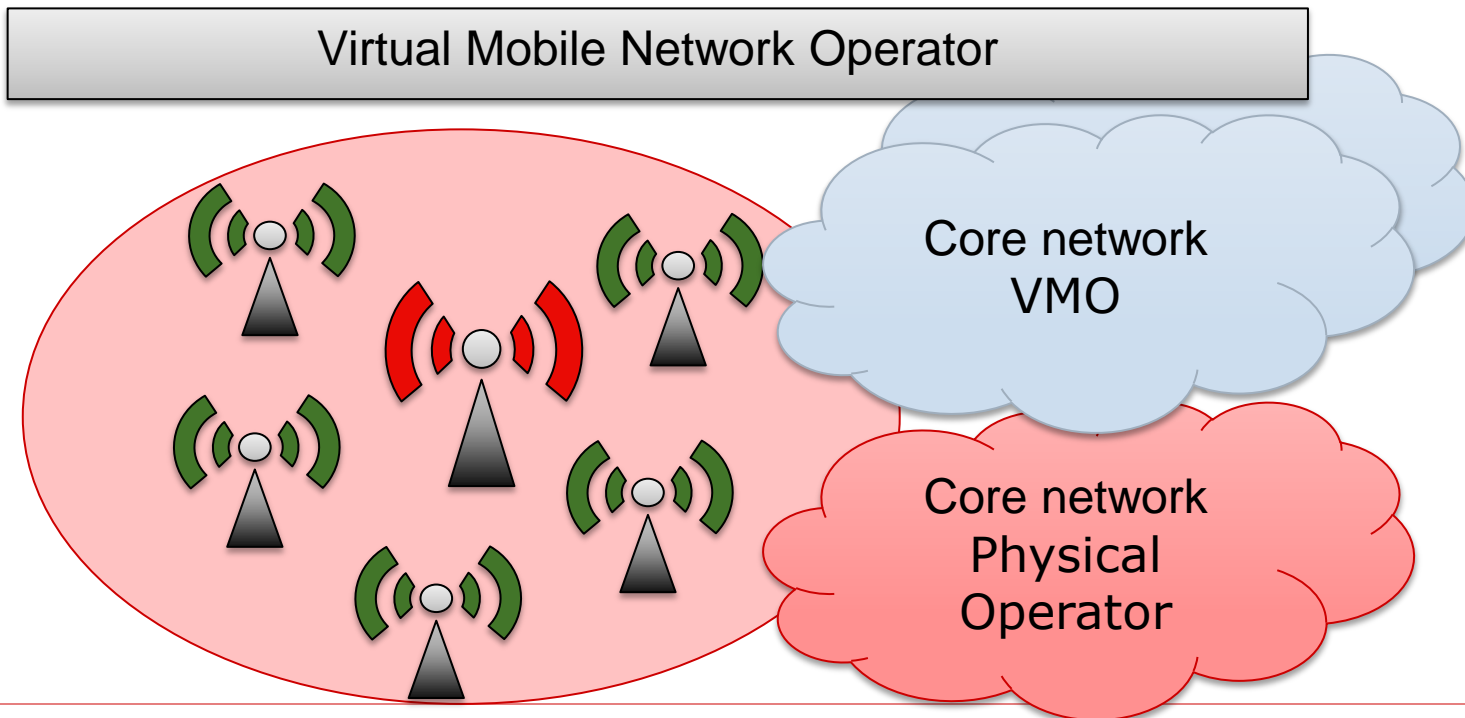 Virtual Mobile Network Operator
Core network
VMO
Core network
Physical
Operator